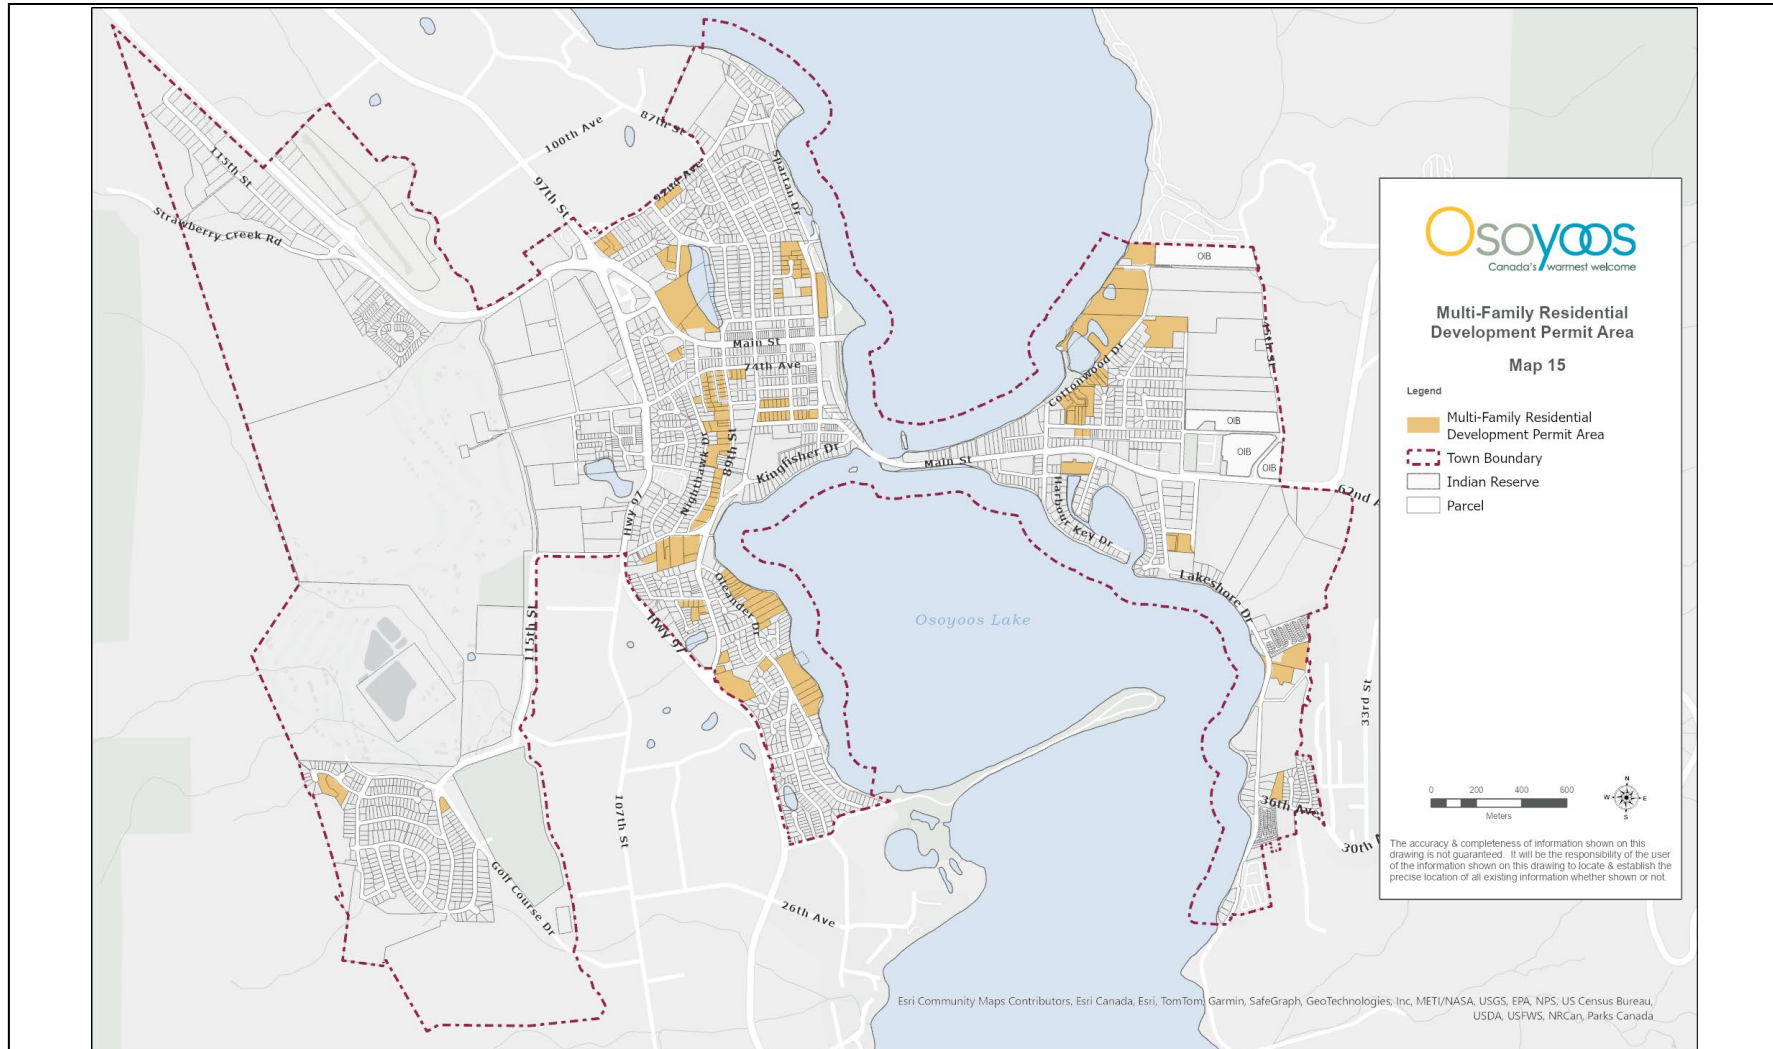 Osoyoos
Canada's warmest welcome
Multi-Family Residential
Development Permit Area
Map 15
Legend
Multi-Family Residential
Development Permit Area
Town Boundary
Indian Reserve
Parcel
0 200 400 600
Meters
N
W E
S
The accuracy & completeness of information shown on this
drawing is not guaranteed. It will be the responsibility of the user
of the information shown on this drawing to locate & establish the
precise location of all existing information whether shown or not.
87th St
100th Ave
115th St
97th St
92nd Ave
Spartan Dr
Strawberry Creek Rd
OIB
45th St
Main St
74th Ave
Cottonwood Dr
OIB
OIB
OIB
Nighthawk Dr
89th St
Kingfisher Dr
Main St
Hwy 97
Harbour Key Dr
62nd A
115th St
Oleander Dr
Lakeshore Dr
Hwy 97
Osoyoos Lake
33rd St
107th St
36th Ave
30th
Golf Course Dr
26th Ave
Esri Community Maps Contributors, Esri Canada, Esri, TomTom, Garmin, SafeGraph, GeoTechnologies, Inc, METI/NASA, USGS, EPA, NPS, US Census Bureau,
USDA, USFWS, NRCan, Parks Canada